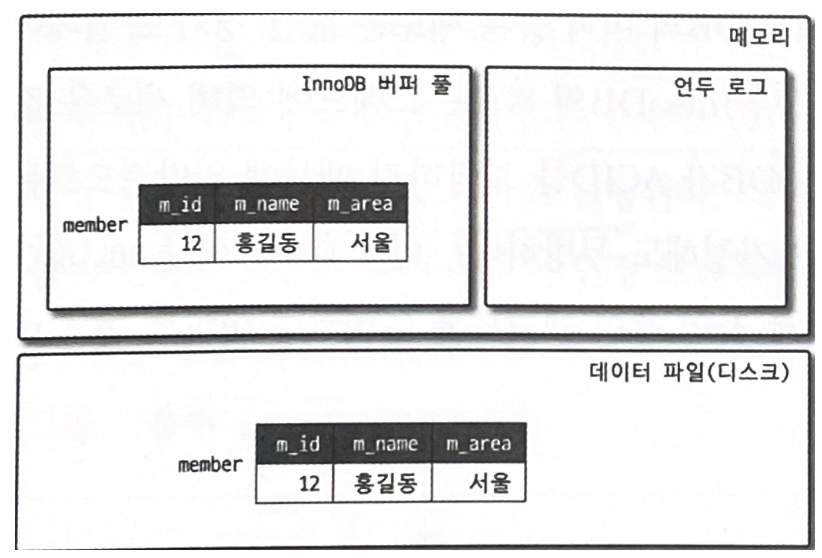 메모리
InnoDB 버퍼 풀
언두 로그
m_id m_name m_area
member
12 홍길동 서울
데이터 파일(디스크)
m_id m_name m_area
member
12 홍길동 서울